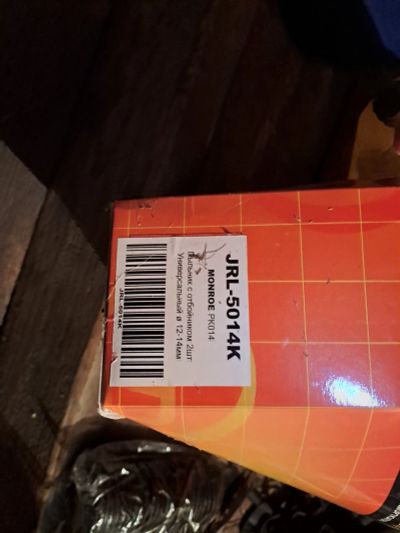 JRL-5014K
MONROE PK014
Пыльник с отбойником 2шт
Универсальный ø 12-14мм
JRL-5014K